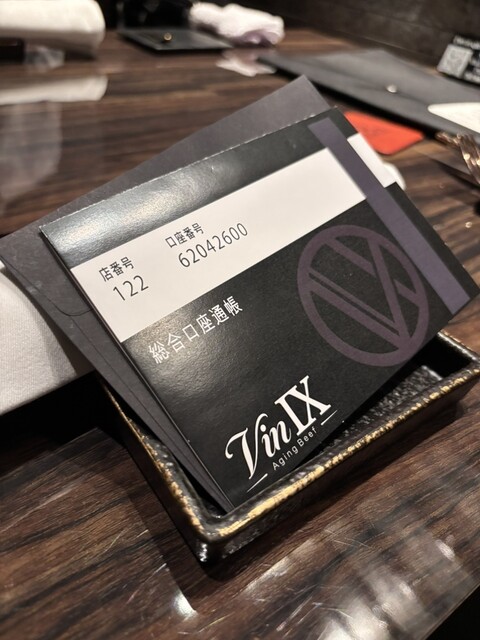 店番号
口座番号
122
62042600
総合口座通帳
Vin IX
Aging Beef